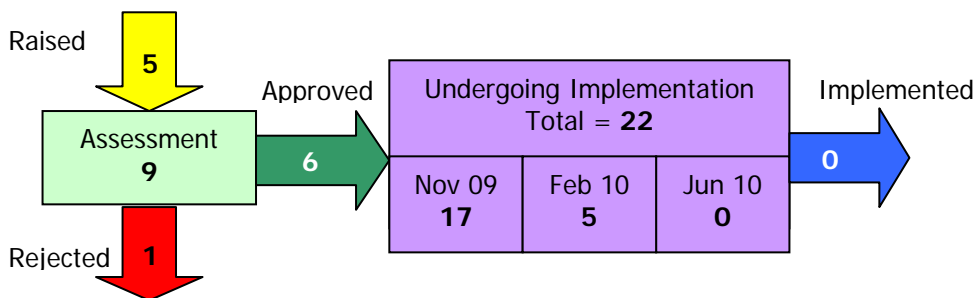 Raised
5
Assessment
9
Rejected
1
Approved
6
Undergoing Implementation
Total = 22
Nov 09
17
Feb 10
5
Jun 10
0
Implemented
0